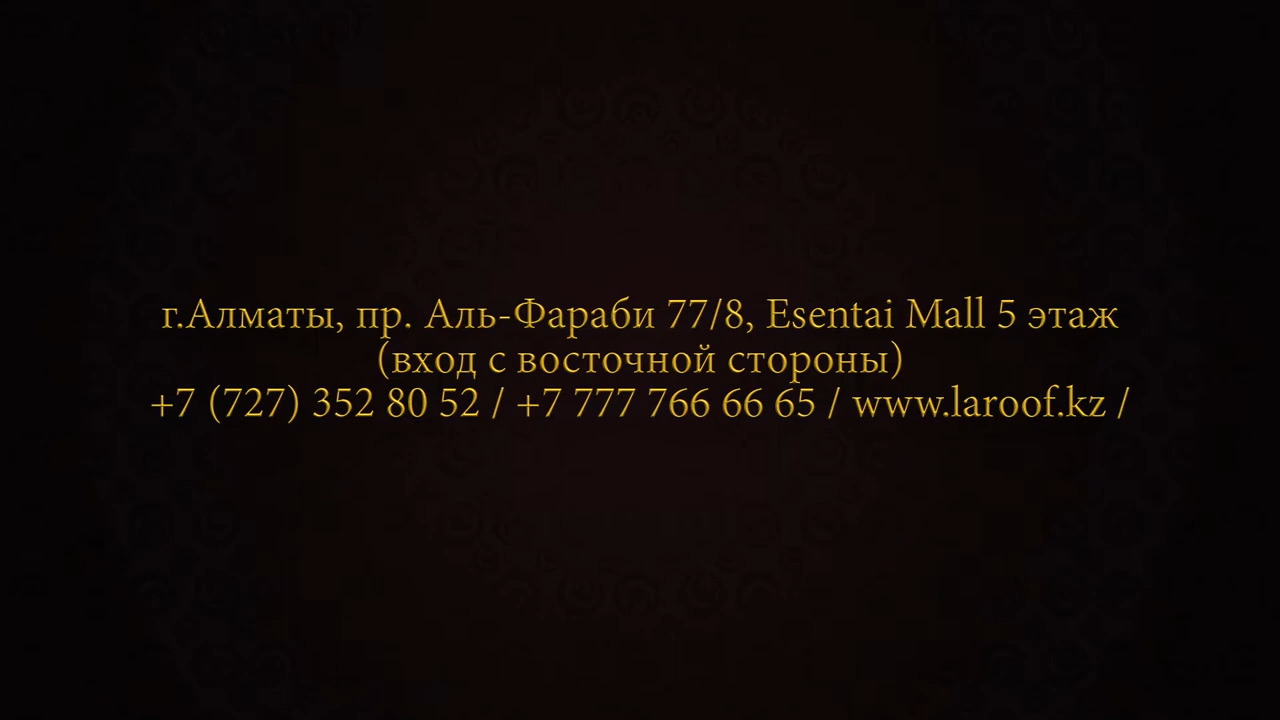 г.Алматы, пр. Аль-Фараби 77/8, Esentai Mall 5 этаж
(вход с восточной стороны)
+7 (727) 352 80 52 / +7 777 766 66 65 / www.laroof.kz /